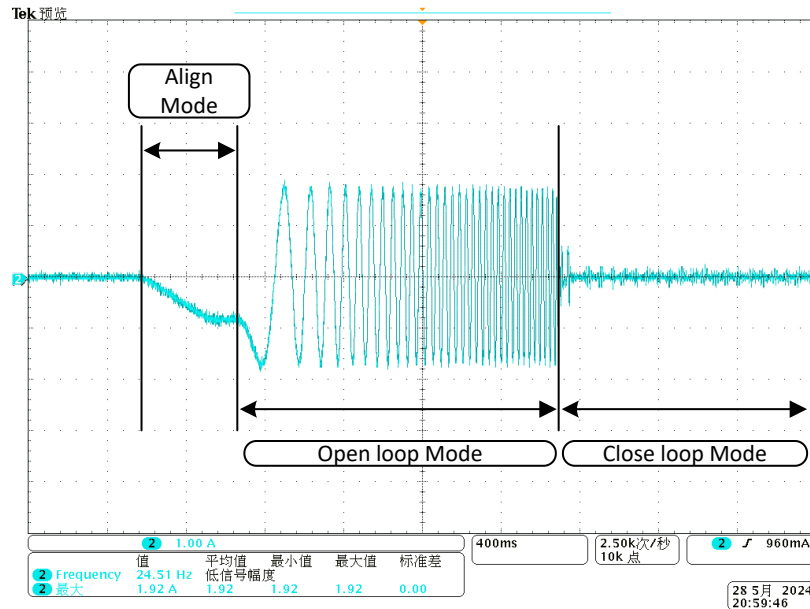 Tek 预览
Align
Mode
Open loop Mode
Close loop Mode
2
2 1.00 A
400ms
2.50k次/秒
10k 点
2 960mA
值 平均值 最小值 最大值 标准差
2 Frequency 24.51 Hz 低信号幅度
2 最大 1.92 A 1.92 1.92 1.92 0.00
28 5月 2024
20:59:46